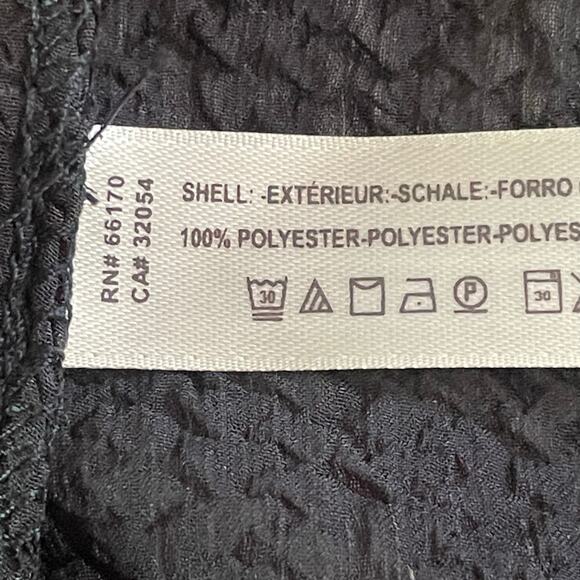 RN# 66170
CA# 32054
SHELL: -EXTÉRIEUR:-SCHALE:-FORRO
100% POLYESTER-POLYESTER-POLYES
30
P
30